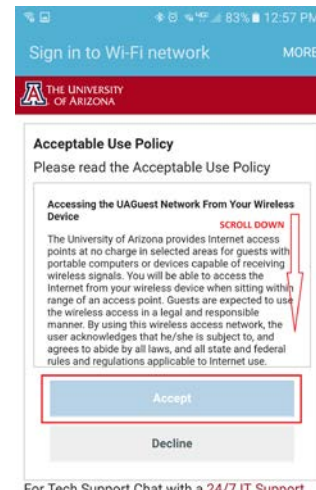 83% 12:57 PM
Sign in to Wi-Fi network MORE
THE UNIVERSITY
OF ARIZONA
Acceptable Use Policy
Please read the Acceptable Use Policy
Accessing the UAGuest Network From Your Wireless
Device
SCROLL DOWN
The University of Arizona provides Internet access
points at no charge in selected areas for guests with
portable computers or devices capable of receiving
wireless signals. You will be able to access the
Internet from your wireless device when sitting within
range of an access point. Guests are expected to use
the wireless access in a legal and responsible
manner. By using this wireless access network, the
user acknowledges that he/she is subject to, and
agrees to abide by all laws, and all state and federal
rules and regulations applicable to Internet use.
Accept
Decline
For Tech Support Chat with a 24/7 IT Support